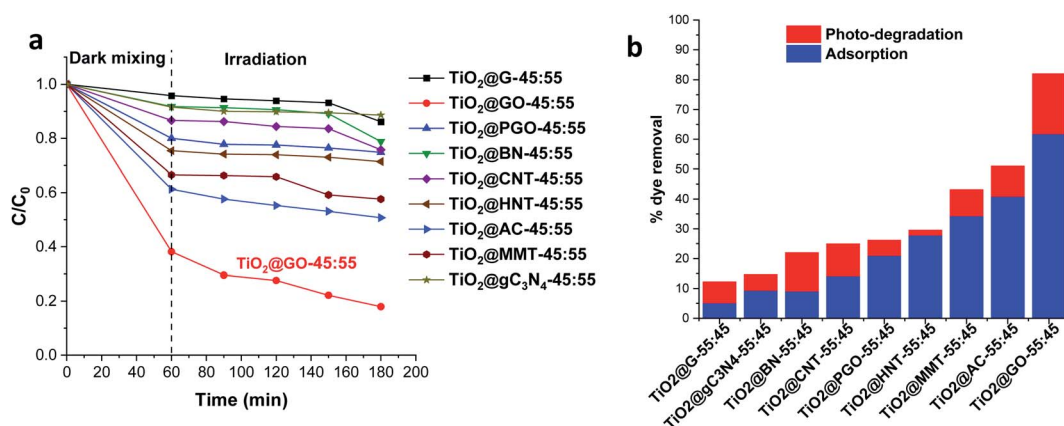 a
Dark mixing
Irradiation
C/C₀
1.0
0.8
0.6
0.4
0.2
0.0
TiO₂@GO-45:55
0 20 40 60 80 100 120 140 160 180 200
Time (min)
TiO₂@G-45:55
TiO₂@GO-45:55
TiO₂@PGO-45:55
TiO₂@BN-45:55
TiO₂@CNT-45:55
TiO₂@HNT-45:55
TiO₂@AC-45:55
TiO₂@MMT-45:55
TiO₂@gC₃N₄-45:55
b
% dye removal
100
90
80
70
60
50
40
30
20
10
0
Photo-degradation
Adsorption
TiO2@G-55:45
TiO2@gC3N4-55:45
TiO2@BN-55:45
TiO2@CNT-55:45
TiO2@PGO-55:45
TiO2@HNT-55:45
TiO2@MMT-55:45
TiO2@AC-55:45
TiO2@GO-55:45